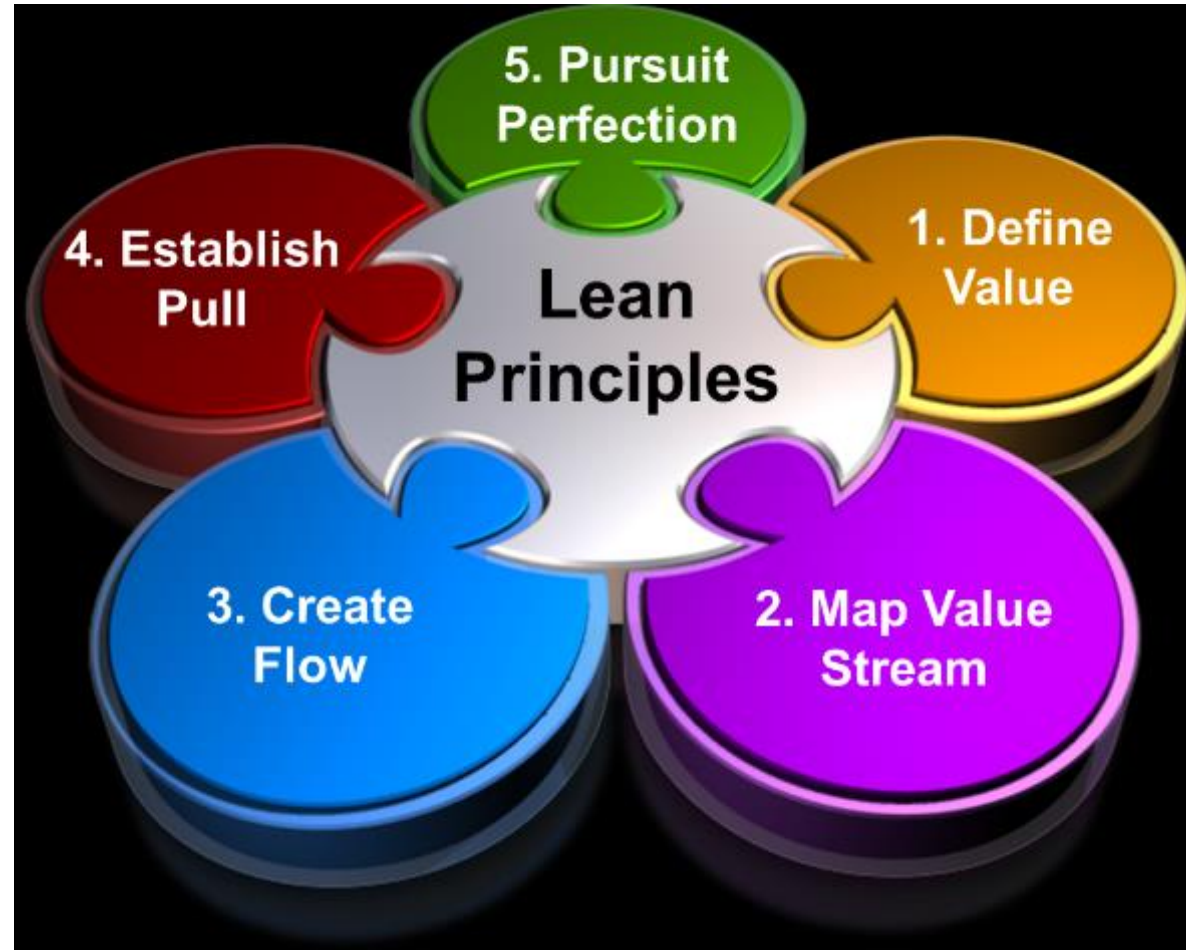 Lean
Principles
1. Define
Value
2. Map Value
Stream
3. Create
Flow
4. Establish
Pull
5. Pursuit
Perfection